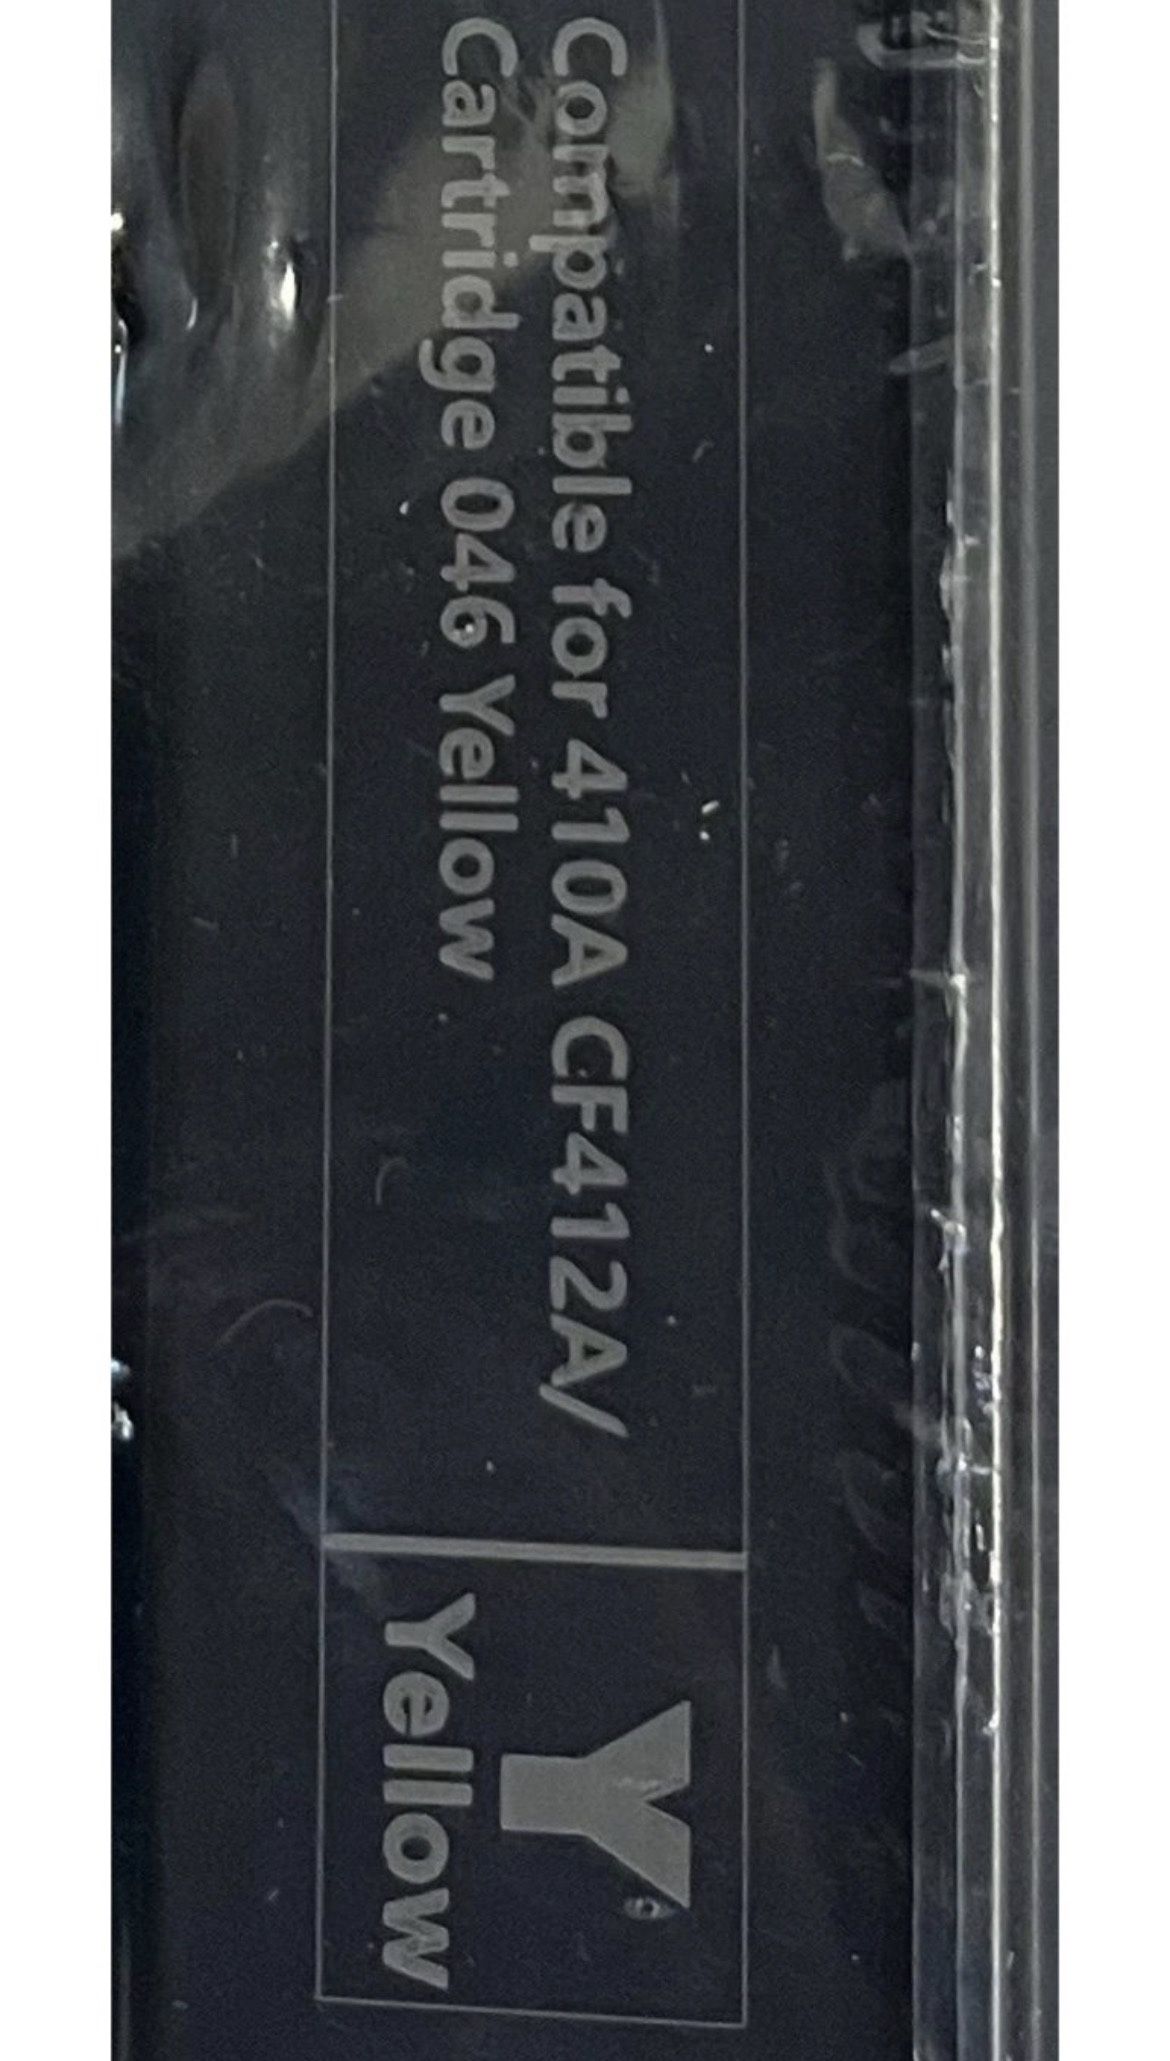 Compatible for 410A CF412A/
Cartridge 046 Yellow
Y
Yellow